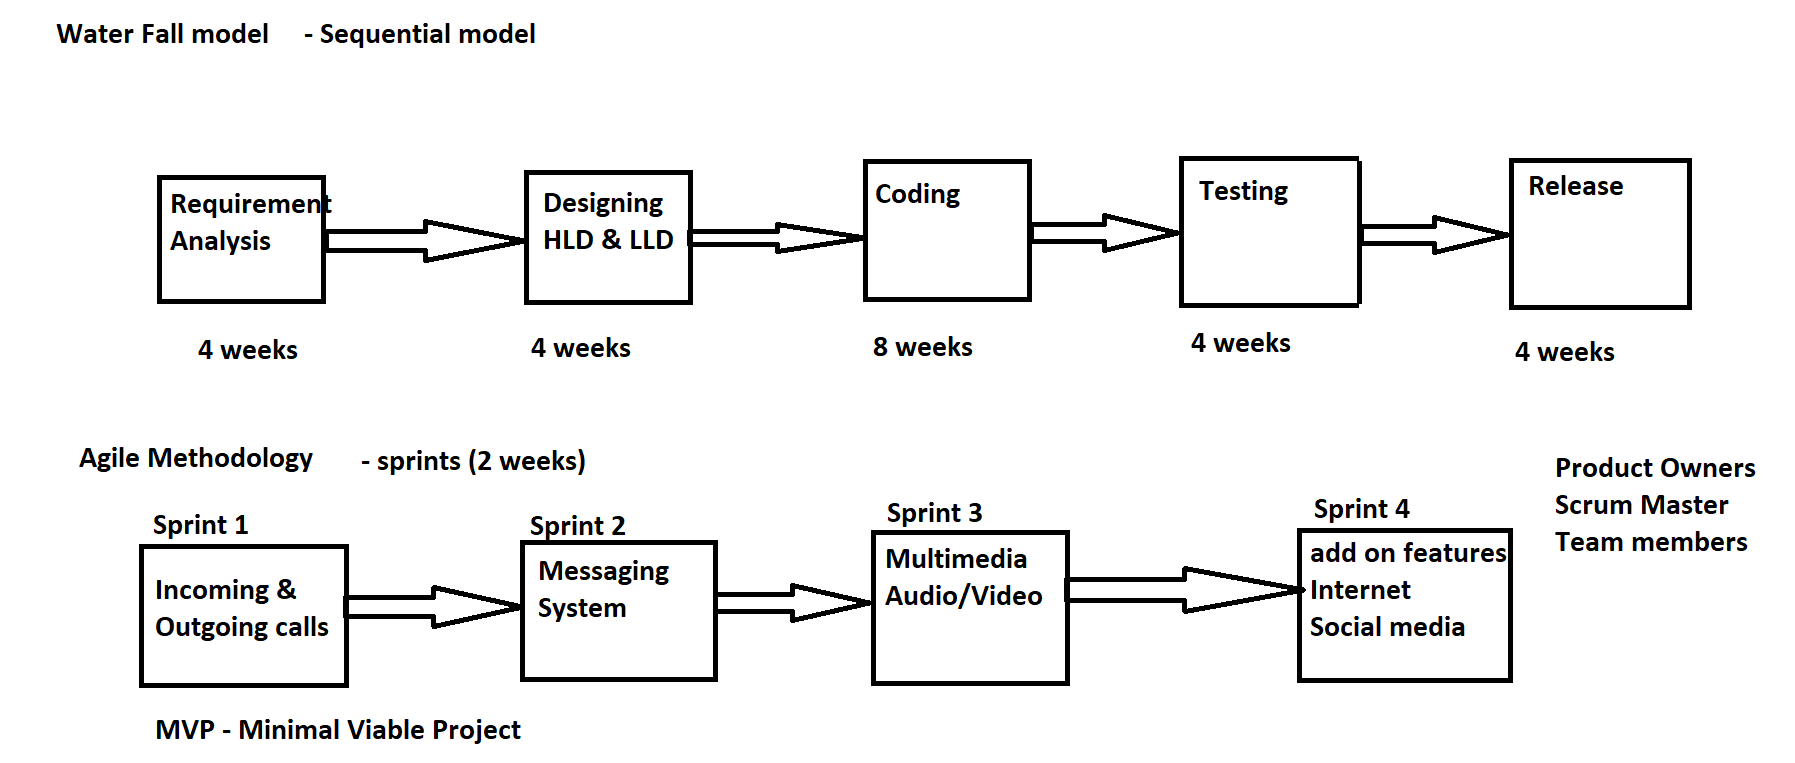 Water Fall model - Sequential model
Requirement
Analysis
Designing
HLD & LLD
Coding
Testing
Release
4 weeks
4 weeks
8 weeks
4 weeks
4 weeks
Agile Methodology - sprints (2 weeks)
Product Owners
Scrum Master
Team members
Sprint 1
Incoming &
Outgoing calls
Sprint 2
Messaging
System
Sprint 3
Multimedia
Audio/Video
Sprint 4
add on features
Internet
Social media
MVP - Minimal Viable Project